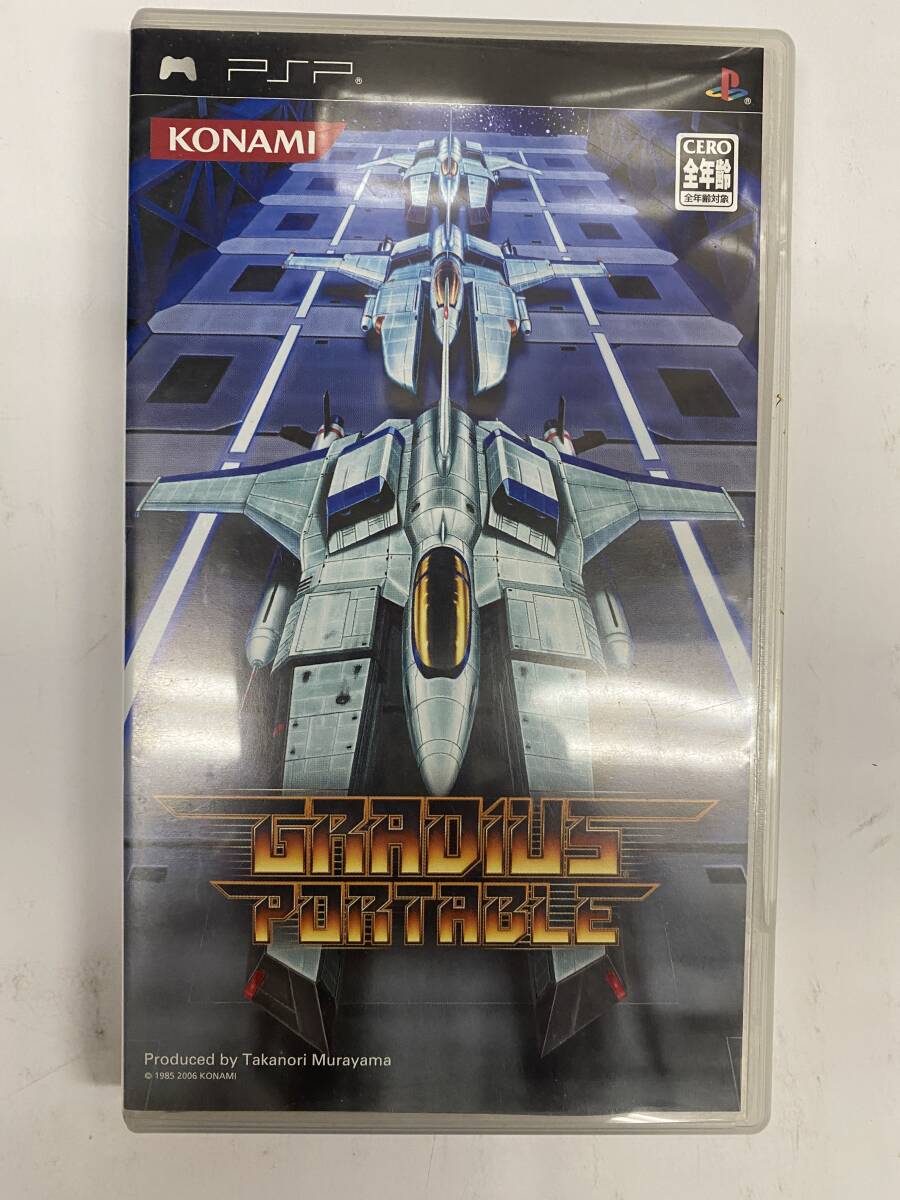 PSP®
KONAMI
CERO
全年齢
全年齢対象
GRADIUS
PORTABLE
Produced by Takanori Murayama
© 1985 2006 KONAMI